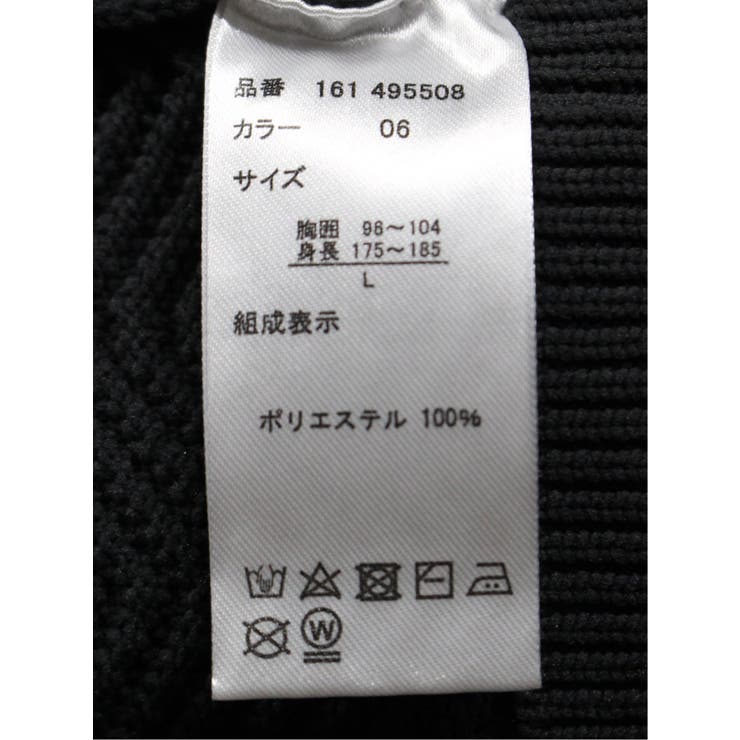 品番 161 495508
カラー 06
サイズ
胸囲 96〜104
身長 175〜185
L
組成表示
ポリエステル 100%
W